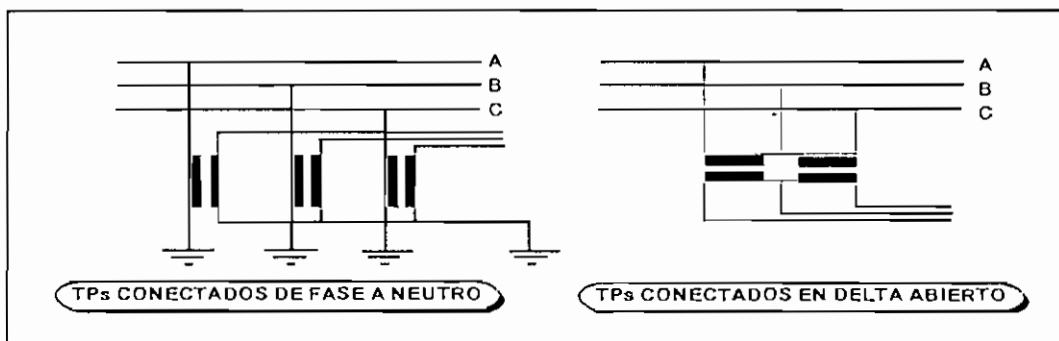 A
B
C
TPs CONECTADOS DE FASE A NEUTRO
A
B
C
TPs CONECTADOS EN DELTA ABIERTO